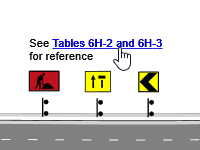 See Tables 6H-2 and 6H-3
for reference